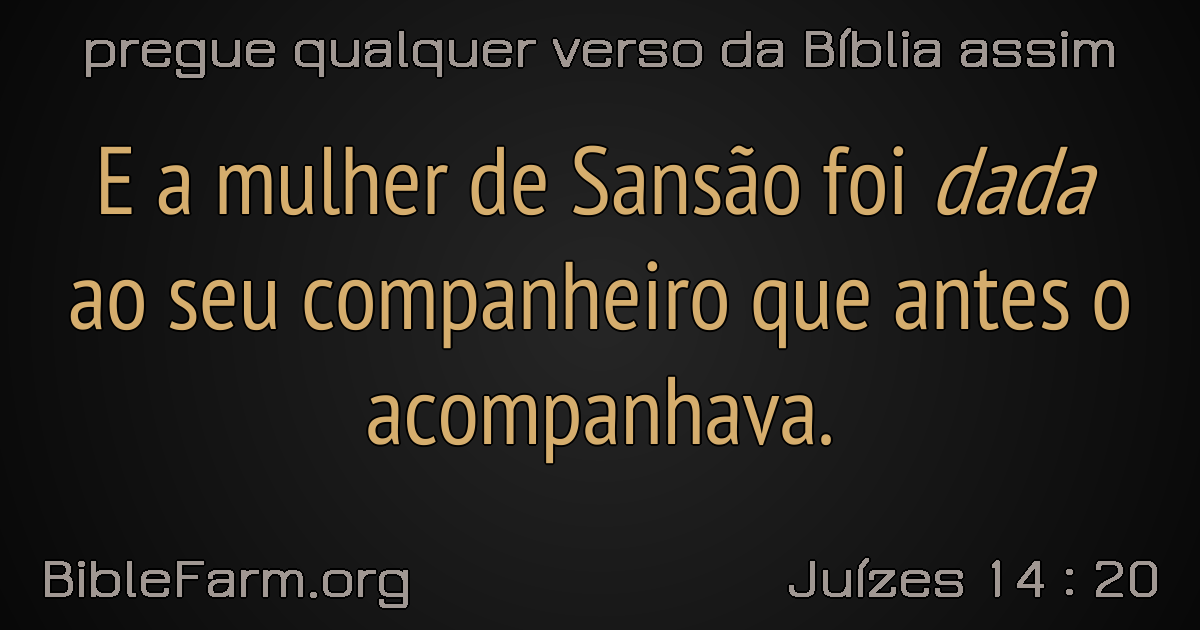 pregue qualquer verso da Bíblia assim
E a mulher de Sansão foi dada
ao seu companheiro que antes o
acompanhava.
BibleFarm.org
Juízes 14 : 20